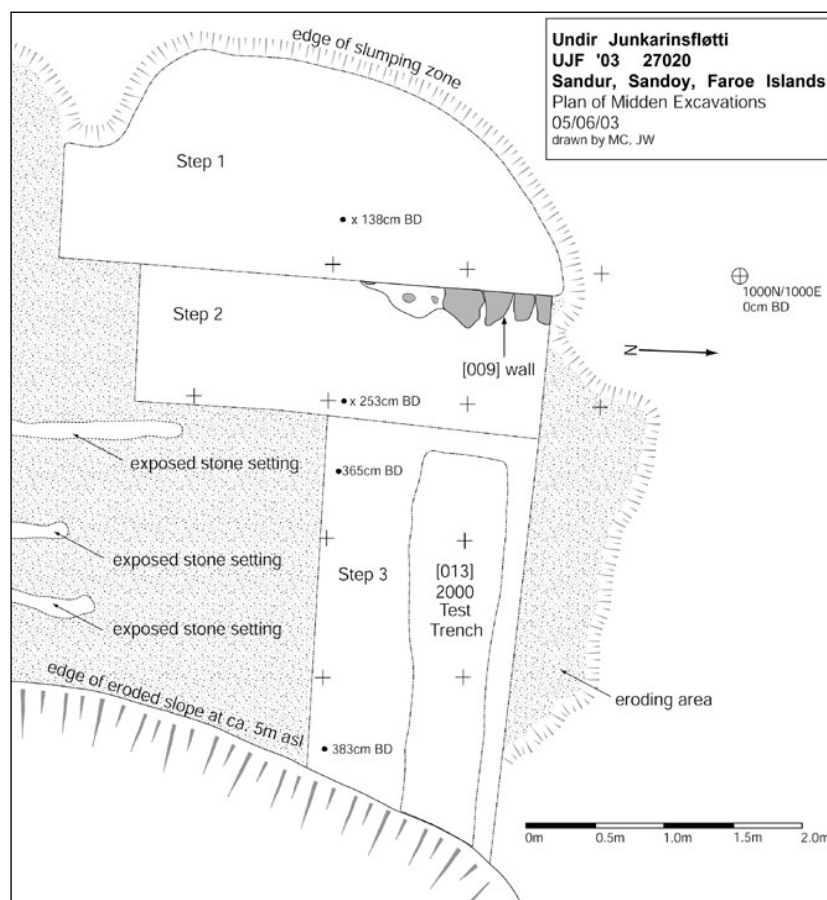 edge of slumping zone
Undir Junkarinsfløtti
UJF '03 27020
Sandur, Sandoy, Faroe Islands
Plan of Midden Excavations
05/06/03
drawn by MC, JW
Step 1
x 138cm BD
1000N/1000E
0cm BD
Step 2
[009] wall
N
x 253cm BD
exposed stone setting
365cm BD
exposed stone setting
Step 3
[013]
2000
Test
Trench
exposed stone setting
edge of eroded slope at ca. 5m asl
eroding area
383cm BD
0m 0.5m 1.0m 1.5m 2.0m